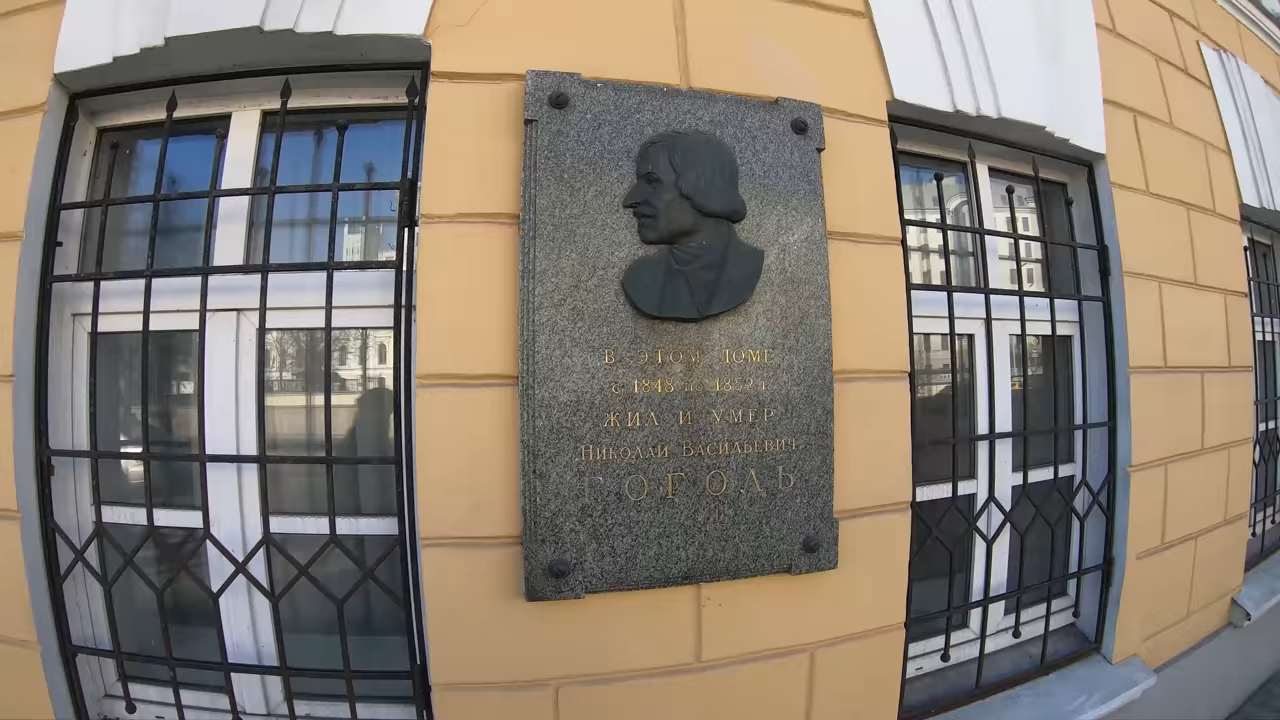 В ЭТОМ ДОМЕ
с 1848 по 1852 г.
ЖИЛ И УМЕР
Николай Васильевич
ГОГОЛЬ